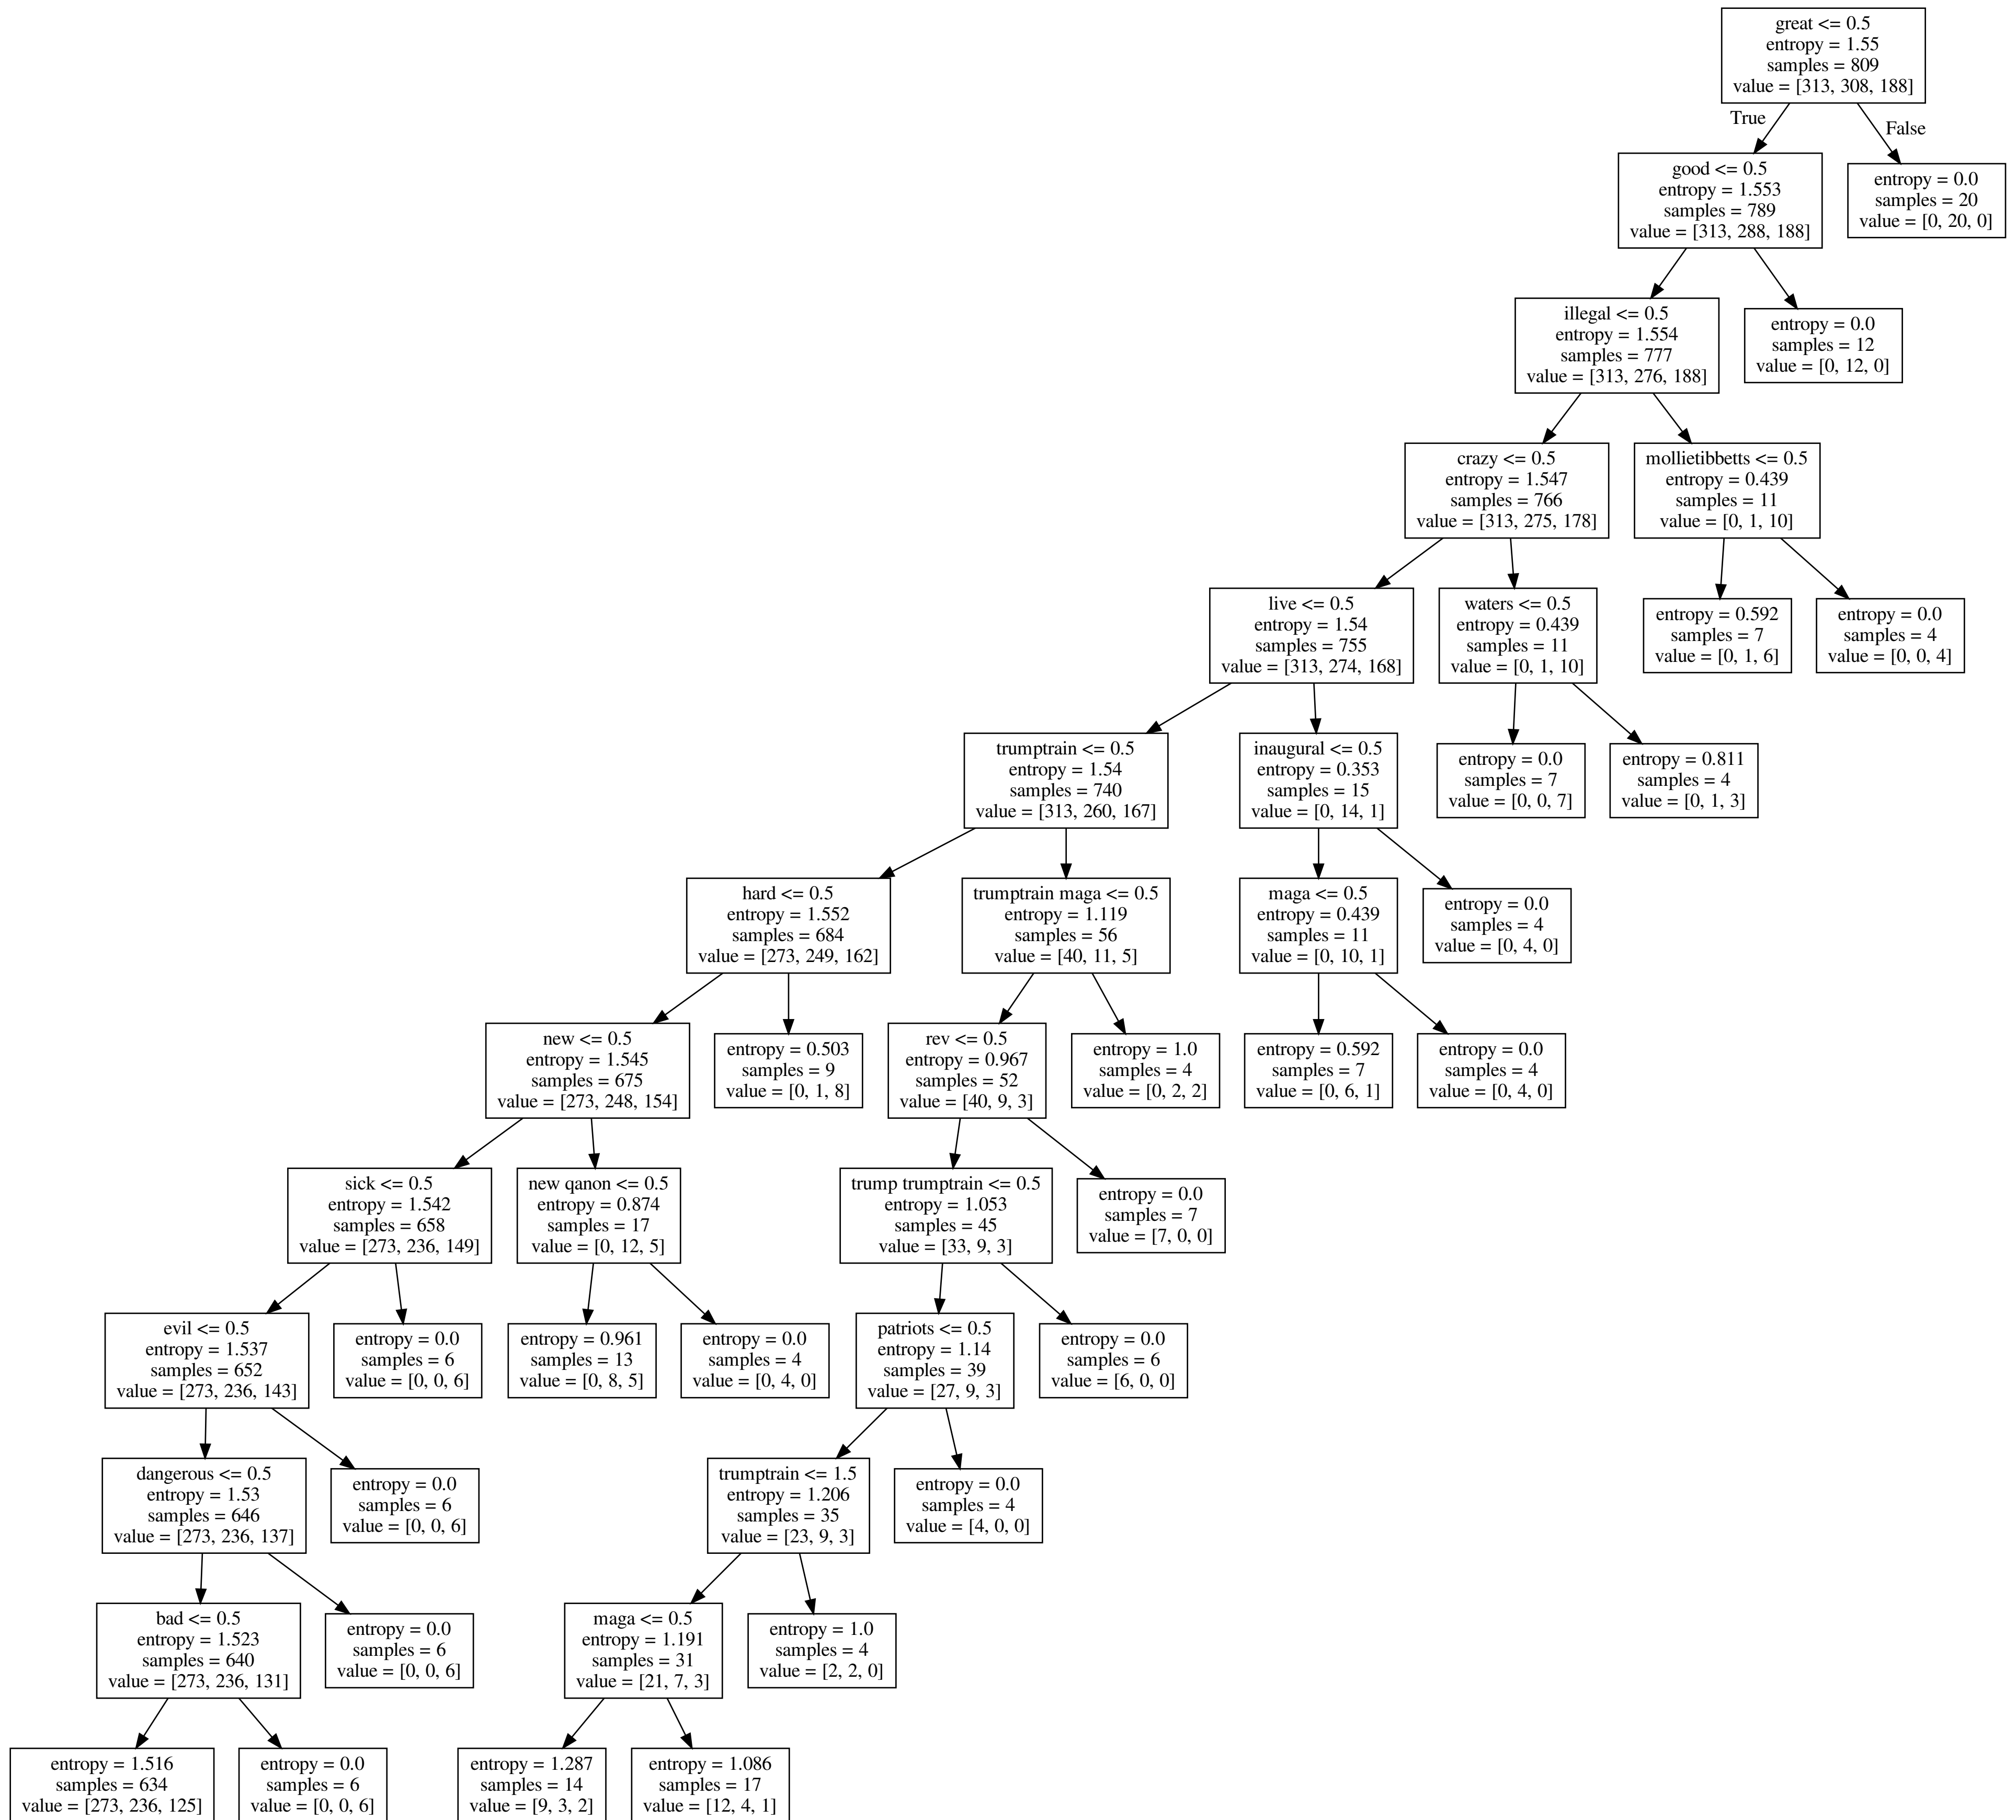 great <= 0.5
entropy = 1.55
samples = 809
value = [313, 308, 188]
True
False
good <= 0.5
entropy = 1.553
samples = 789
value = [313, 288, 188]
entropy = 0.0
samples = 20
value = [0, 20, 0]
illegal <= 0.5
entropy = 1.554
samples = 777
value = [313, 276, 188]
entropy = 0.0
samples = 12
value = [0, 12, 0]
crazy <= 0.5
entropy = 1.547
samples = 766
value = [313, 275, 178]
mollietibbetts <= 0.5
entropy = 0.439
samples = 11
value = [0, 1, 10]
live <= 0.5
entropy = 1.54
samples = 755
value = [313, 274, 168]
waters <= 0.5
entropy = 0.439
samples = 11
value = [0, 1, 10]
entropy = 0.592
samples = 7
value = [0, 1, 6]
entropy = 0.0
samples = 4
value = [0, 0, 4]
trumptrain <= 0.5
entropy = 1.54
samples = 740
value = [313, 260, 167]
inaugural <= 0.5
entropy = 0.353
samples = 15
value = [0, 14, 1]
entropy = 0.0
samples = 7
value = [0, 0, 7]
entropy = 0.811
samples = 4
value = [0, 1, 3]
hard <= 0.5
entropy = 1.552
samples = 684
value = [273, 249, 162]
trumptrain maga <= 0.5
entropy = 1.119
samples = 56
value = [40, 11, 5]
maga <= 0.5
entropy = 0.439
samples = 11
value = [0, 10, 1]
entropy = 0.0
samples = 4
value = [0, 4, 0]
new <= 0.5
entropy = 1.545
samples = 675
value = [273, 248, 154]
entropy = 0.503
samples = 9
value = [0, 1, 8]
rev <= 0.5
entropy = 0.967
samples = 52
value = [40, 9, 3]
entropy = 1.0
samples = 4
value = [0, 2, 2]
entropy = 0.592
samples = 7
value = [0, 6, 1]
entropy = 0.0
samples = 4
value = [0, 4, 0]
sick <= 0.5
entropy = 1.542
samples = 658
value = [273, 236, 149]
new qanon <= 0.5
entropy = 0.874
samples = 17
value = [0, 12, 5]
trump trumptrain <= 0.5
entropy = 1.053
samples = 45
value = [33, 9, 3]
entropy = 0.0
samples = 7
value = [7, 0, 0]
evil <= 0.5
entropy = 1.537
samples = 652
value = [273, 236, 143]
entropy = 0.0
samples = 6
value = [0, 0, 6]
entropy = 0.961
samples = 13
value = [0, 8, 5]
entropy = 0.0
samples = 4
value = [0, 4, 0]
patriots <= 0.5
entropy = 1.14
samples = 39
value = [27, 9, 3]
entropy = 0.0
samples = 6
value = [6, 0, 0]
dangerous <= 0.5
entropy = 1.53
samples = 646
value = [273, 236, 137]
entropy = 0.0
samples = 6
value = [0, 0, 6]
trumptrain <= 1.5
entropy = 1.206
samples = 35
value = [23, 9, 3]
entropy = 0.0
samples = 4
value = [4, 0, 0]
bad <= 0.5
entropy = 1.523
samples = 640
value = [273, 236, 131]
entropy = 0.0
samples = 6
value = [0, 0, 6]
maga <= 0.5
entropy = 1.191
samples = 31
value = [21, 7, 3]
entropy = 1.0
samples = 4
value = [2, 2, 0]
entropy = 1.516
samples = 634
value = [273, 236, 125]
entropy = 0.0
samples = 6
value = [0, 0, 6]
entropy = 1.287
samples = 14
value = [9, 3, 2]
entropy = 1.086
samples = 17
value = [12, 4, 1]